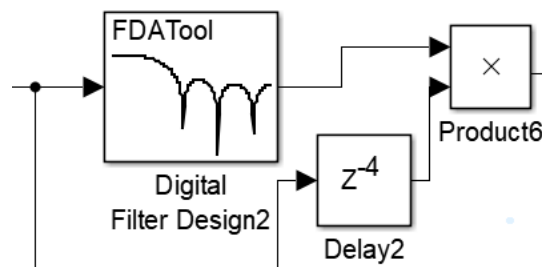 FDATool
×
Product6
Digital
Filter Design2
Z-4
Delay2